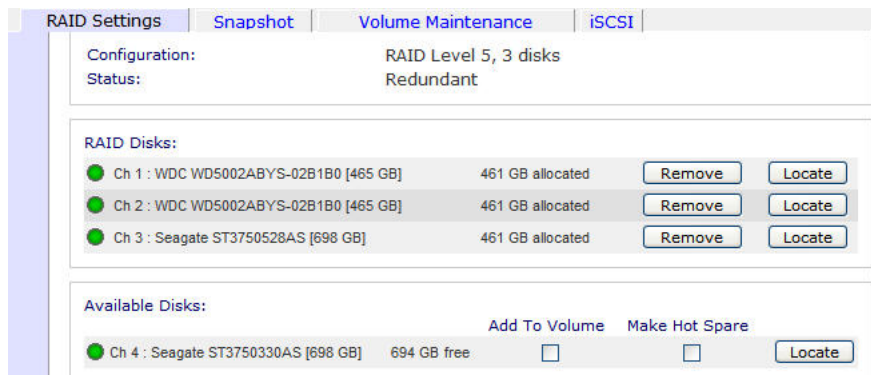 RAID Settings Snapshot Volume Maintenance iSCSI
Configuration: RAID Level 5, 3 disks
Status: Redundant
RAID Disks:
Ch 1 : WDC WD5002ABYS-02B1B0 [465 GB] 461 GB allocated Remove Locate
Ch 2 : WDC WD5002ABYS-02B1B0 [465 GB] 461 GB allocated Remove Locate
Ch 3 : Seagate ST3750528AS [698 GB] 461 GB allocated Remove Locate
Available Disks:
Add To Volume Make Hot Spare
Ch 4 : Seagate ST3750330AS [698 GB] 694 GB free Locate